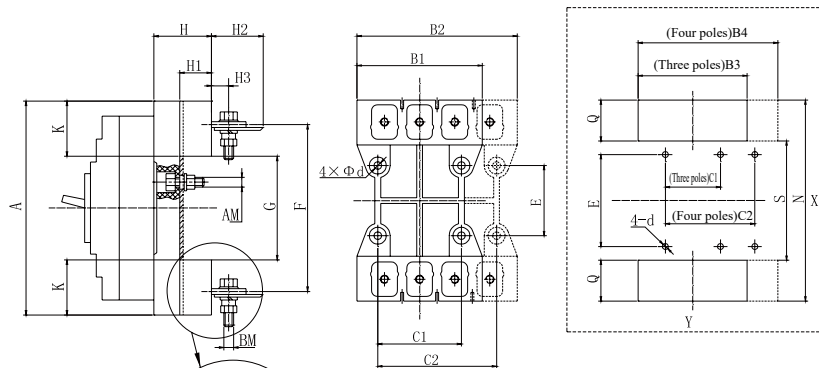 H
H2
H1
H3
K
A
K
AM
F
G
BM
B2
B1
4×Φd
E
C1
C2
(Four poles)B4
(Three poles)B3
Q
(Three poles)C1
E
(Four poles)C2
S
N
X
4-d
Q
Y